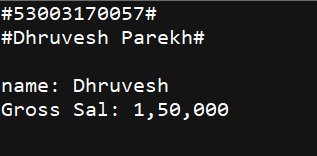 #53003170057#
#Dhruvesh Parekh#
name: Dhruvesh
Gross Sal: 1,50,000